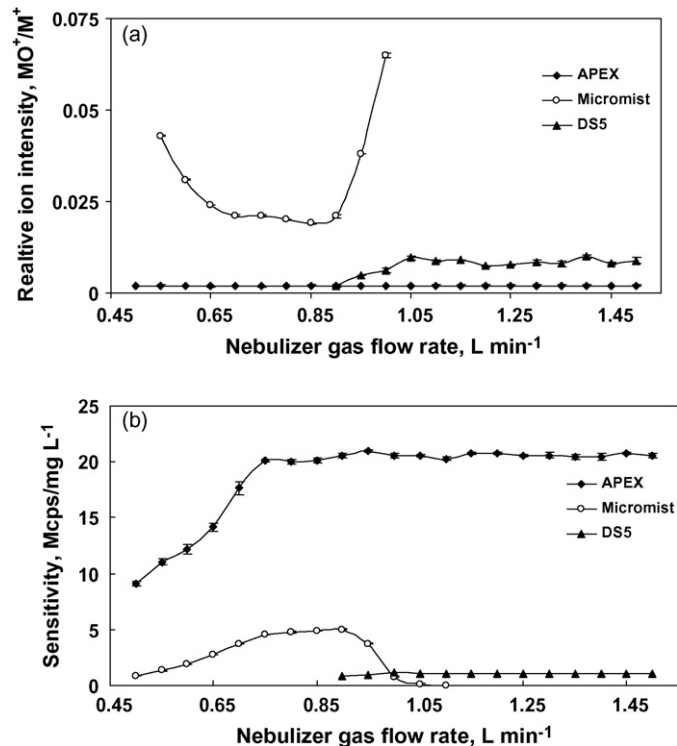 (a)
0.075
0.05
0.025
0
Realtive ion intensity, MO+/M+
APEX
Micromist
DS5
0.45 0.65 0.85 1.05 1.25 1.45
Nebulizer gas flow rate, L min-1
(b)
25
20
15
10
5
0
Sensitivity, Mcps/mg L-1
APEX
Micromist
DS5
0.45 0.65 0.85 1.05 1.25 1.45
Nebulizer gas flow rate, L min-1